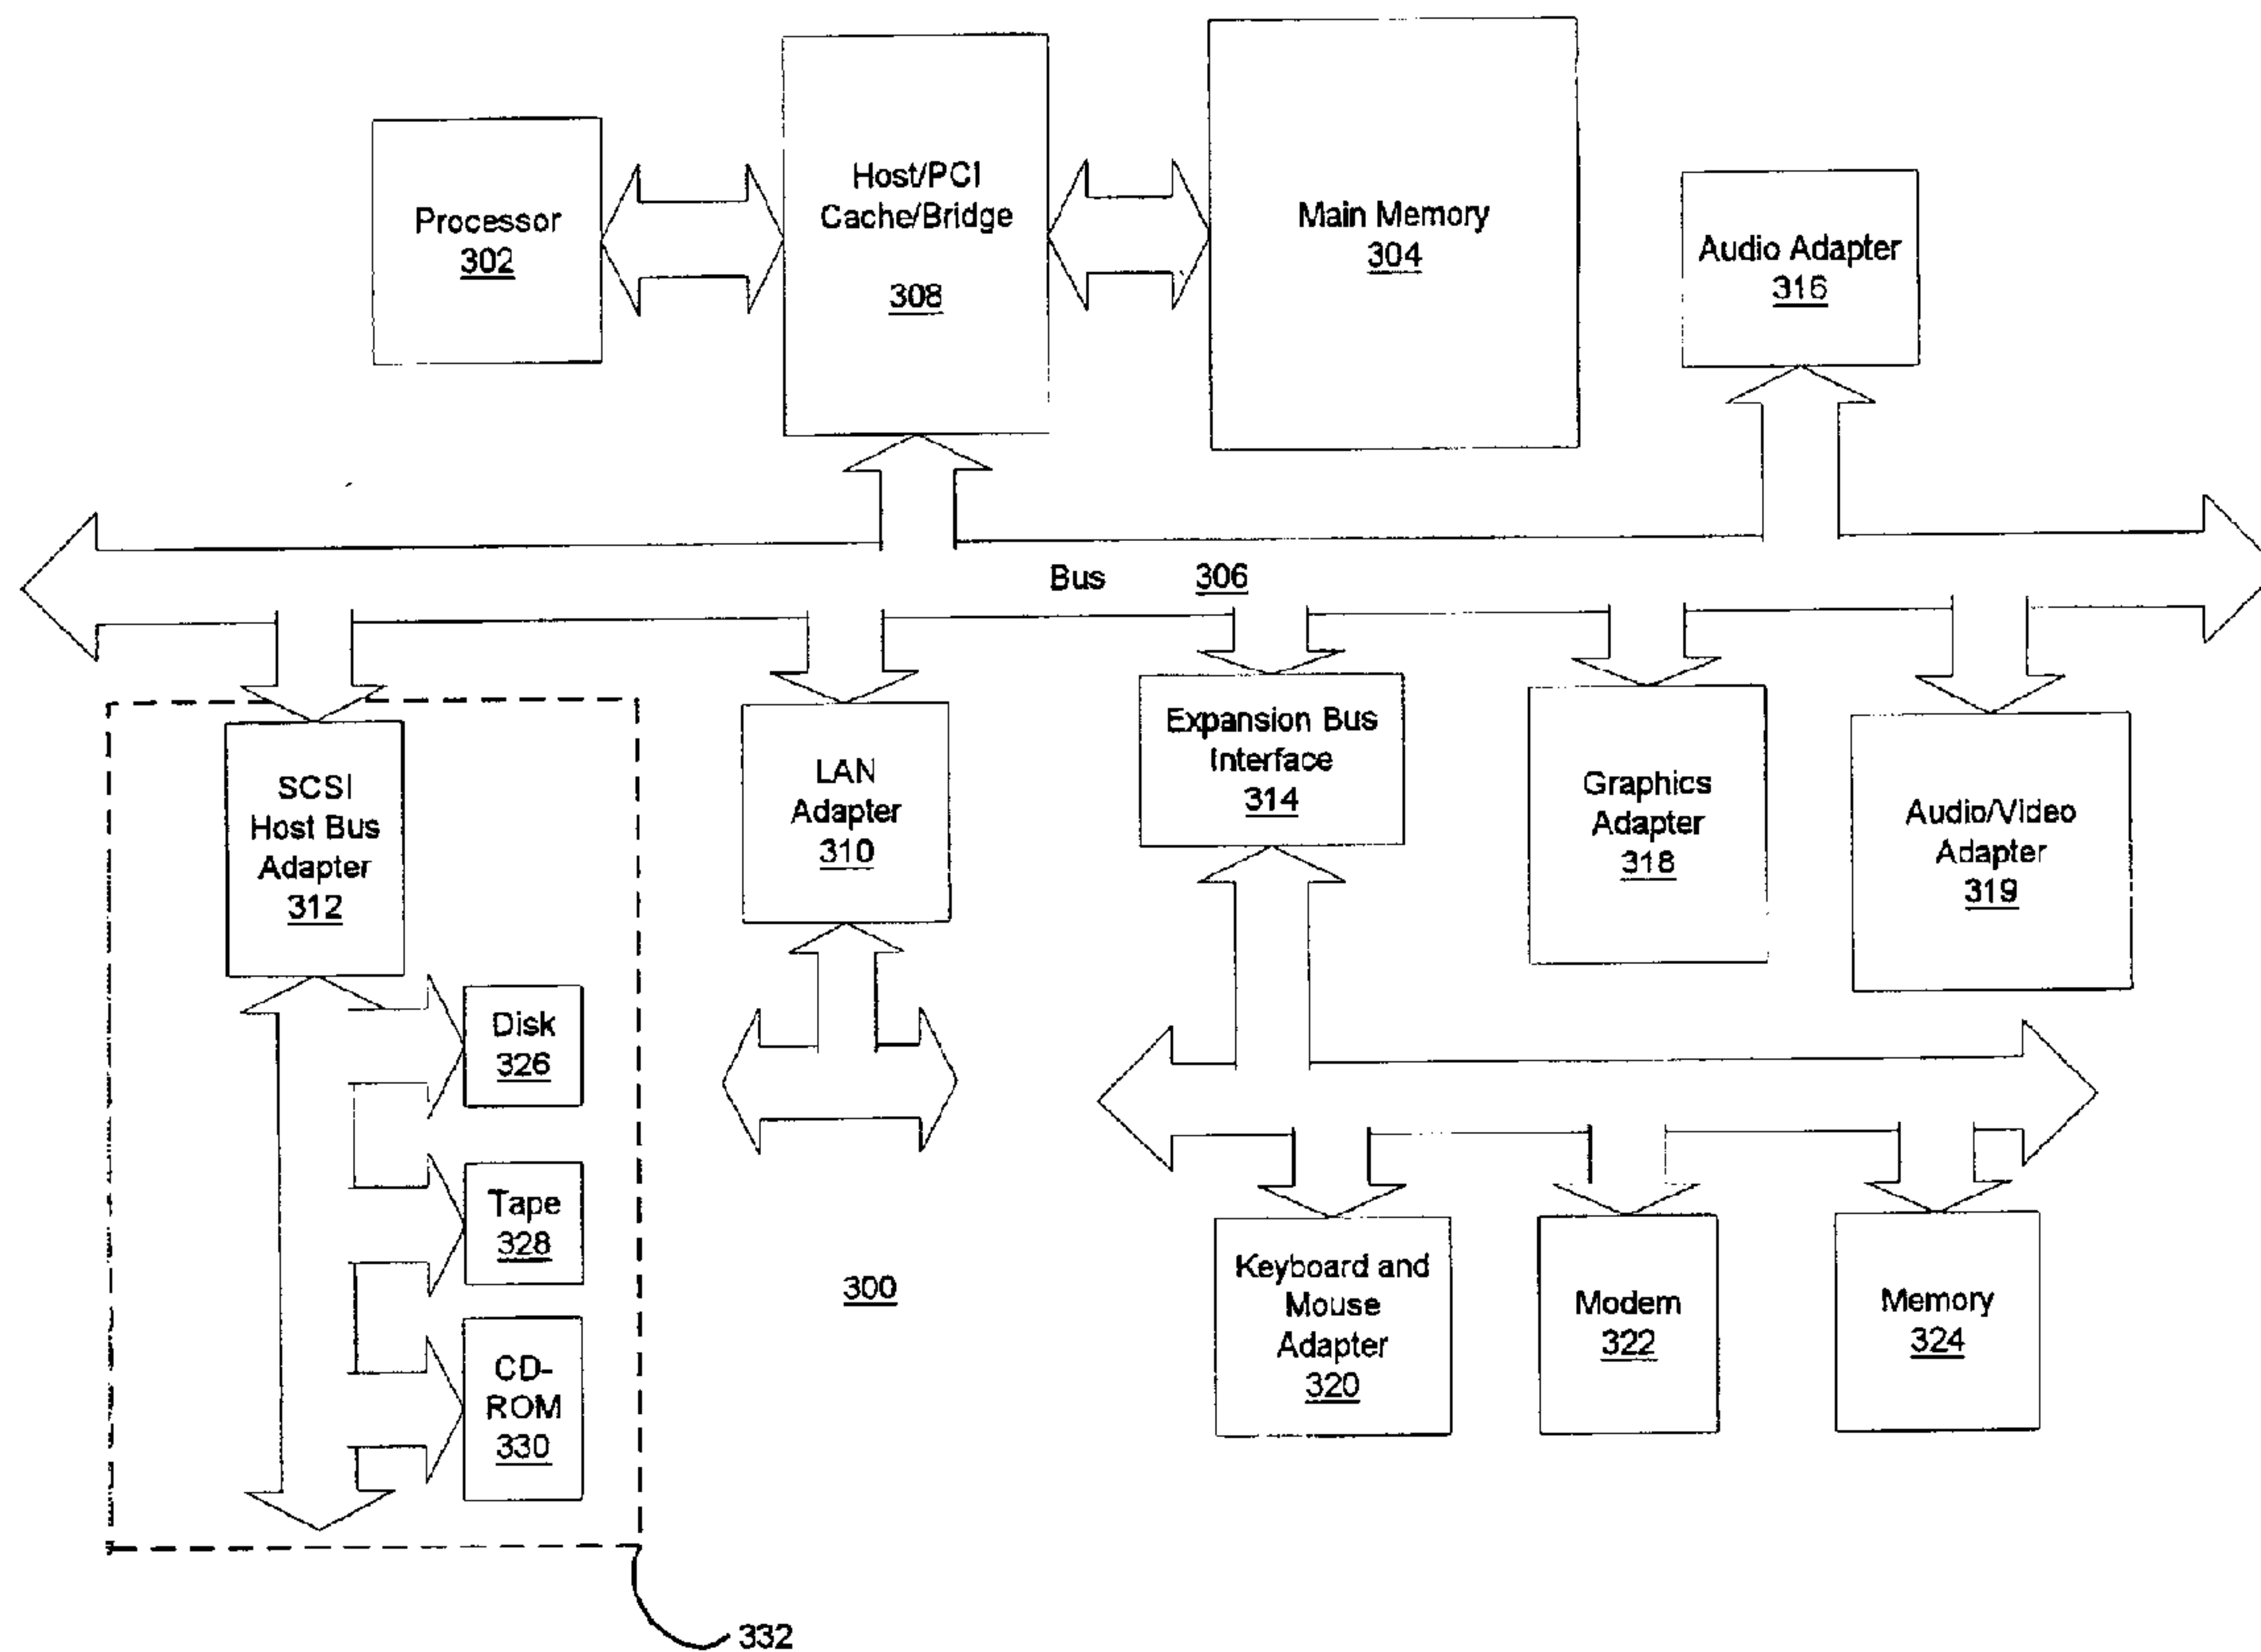 Processor
302
Host/PCI
Cache/Bridge
308
Main Memory
304
Audio Adapter
316
Bus 306
SCSI
Host Bus
Adapter
312
LAN
Adapter
310
Expansion Bus
Interface
314
Graphics
Adapter
318
Audio/Video
Adapter
319
Disk
326
Tape
328
CD-
ROM
330
300
Keyboard and
Mouse
Adapter
320
Modem
322
Memory
324
332